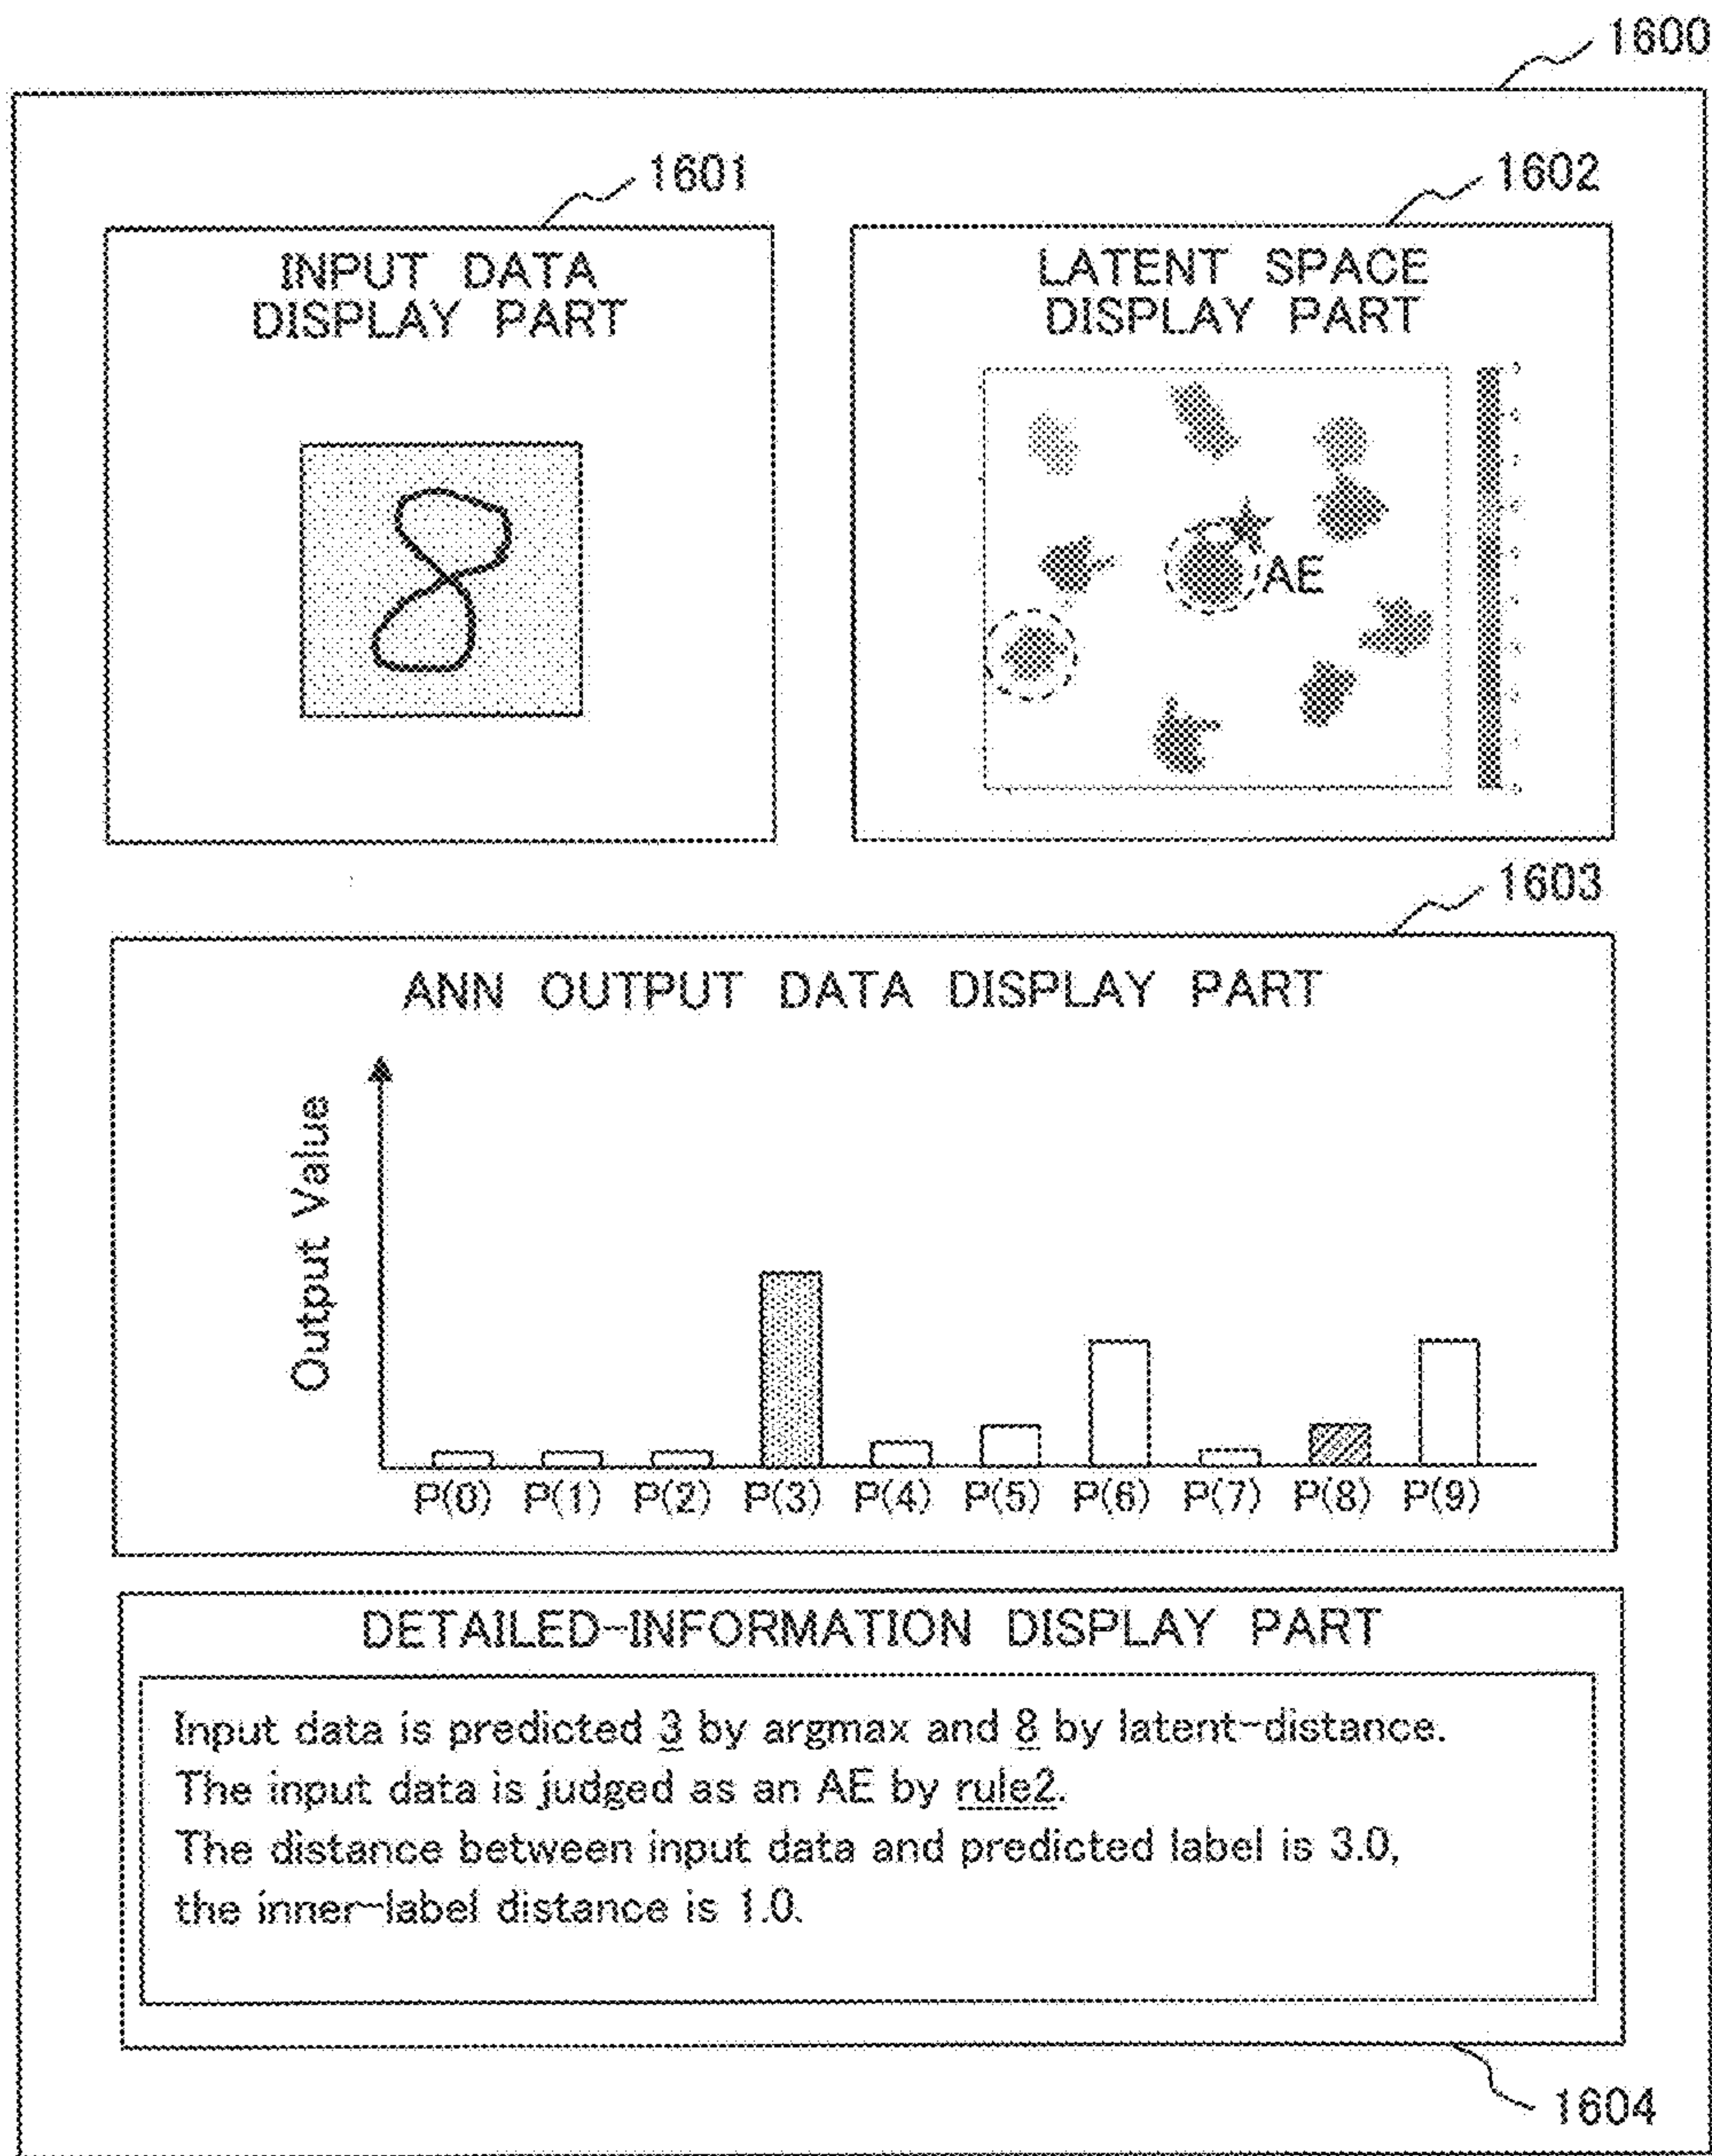 1600
1601
1602
INPUT DATA
DISPLAY PART
LATENT SPACE
DISPLAY PART
AE
1603
ANN OUTPUT DATA DISPLAY PART
Output Value
P(0) P(1) P(2) P(3) P(4) P(5) P(6) P(7) P(8) P(9)
DETAILED-INFORMATION DISPLAY PART
Input data is predicted 3 by argmax and 8 by latent-distance.
The input data is judged as an AE by rule2.
The distance between input data and predicted label is 3.0,
the inner-label distance is 1.0.
1604